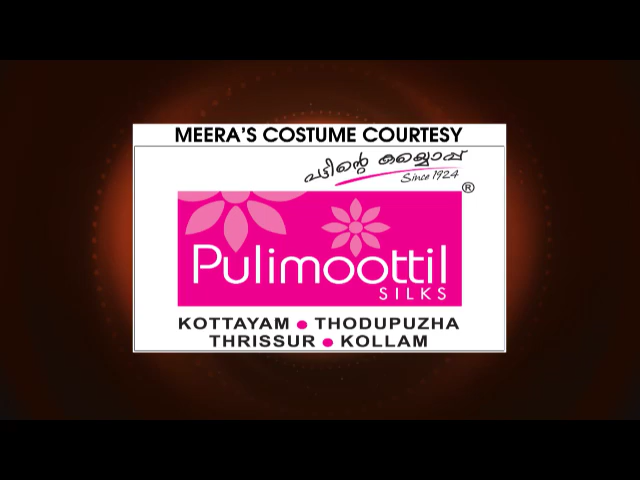 MEERA'S COSTUME COURTESY
പട്ടിന്റെ കയ്യൊപ്പ്
Since 1924
®
Pulimoottil
SILKS
KOTTAYAM • THODUPUZHA
THRISSUR • KOLLAM